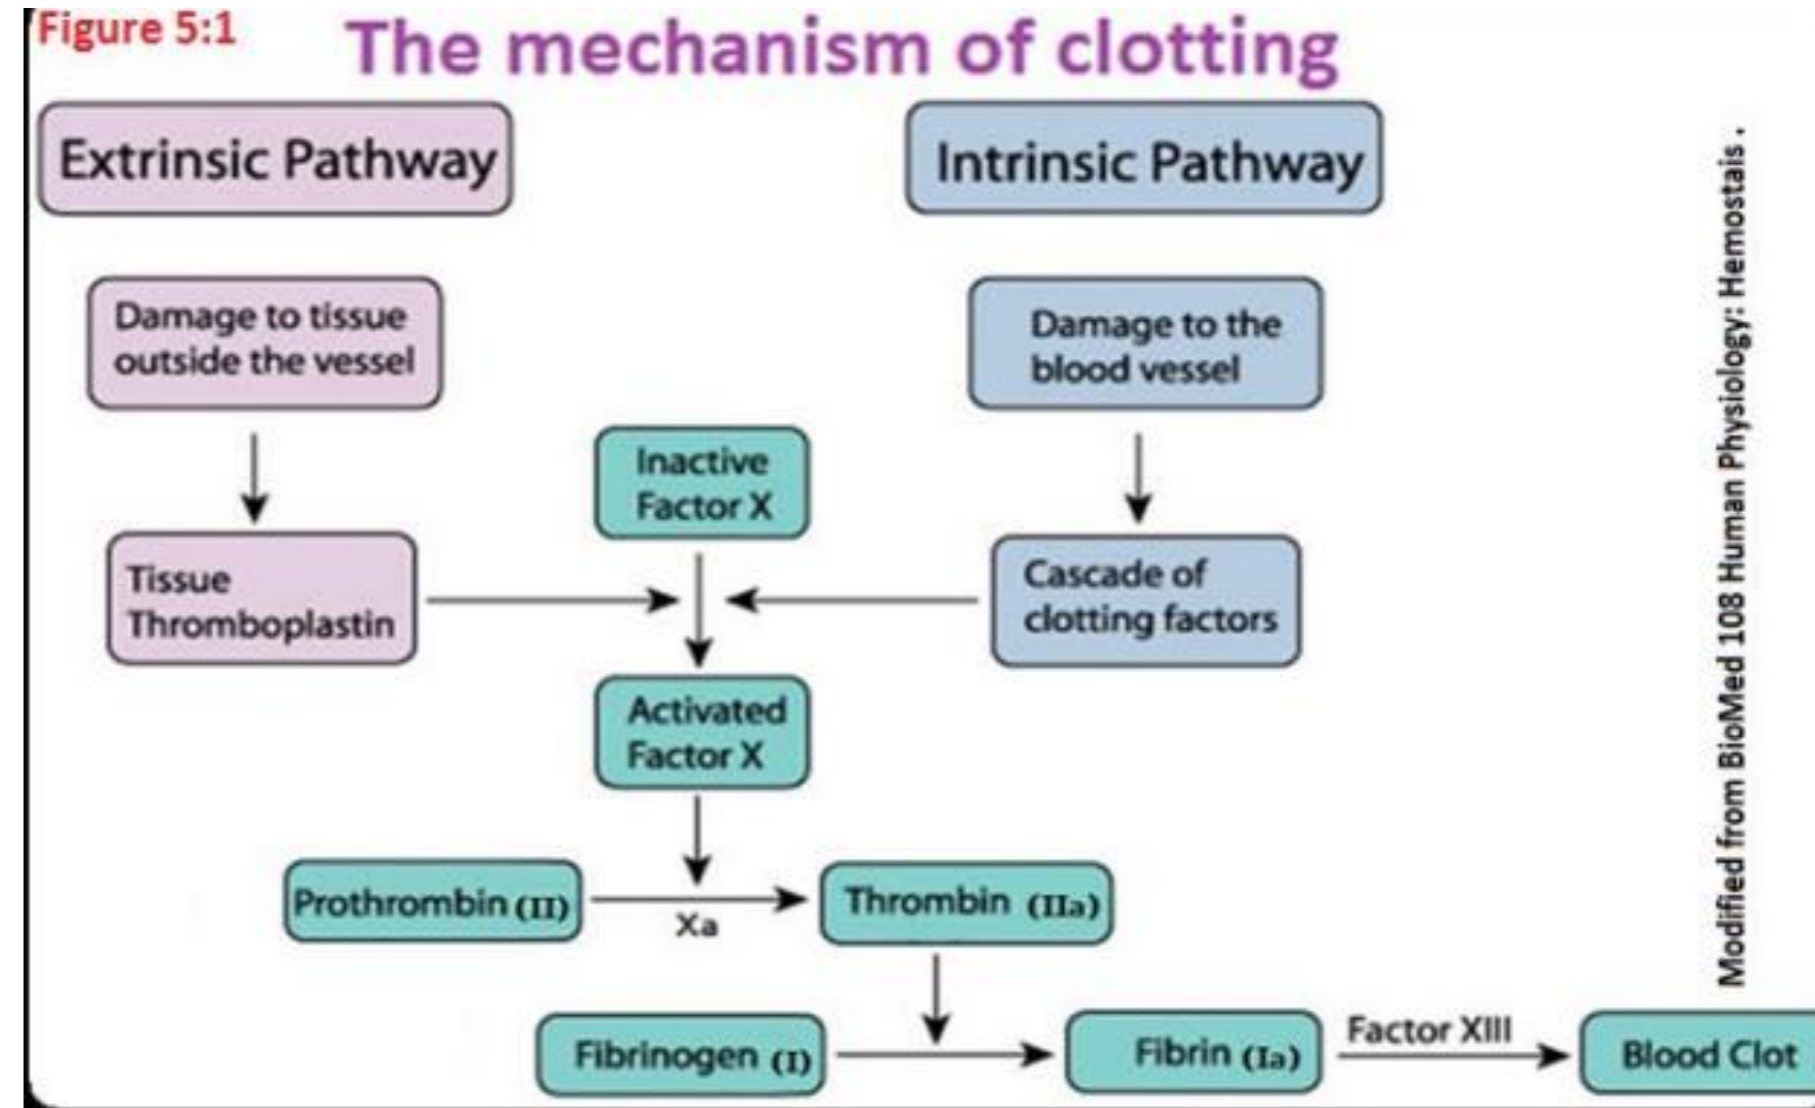 Figure 5:1
The mechanism of clotting
Extrinsic Pathway
Intrinsic Pathway
Damage to tissue
outside the vessel
Damage to the
blood vessel
Inactive
Factor X
Tissue
Thromboplastin
Cascade of
clotting factors
Activated
Factor X
Prothrombin (II)
Xa
Thrombin (IIa)
Fibrinogen (I)
Fibrin (Ia)
Factor XIII
Blood Clot
Modified from BioMed 108 Human Physiology: Hemostais .